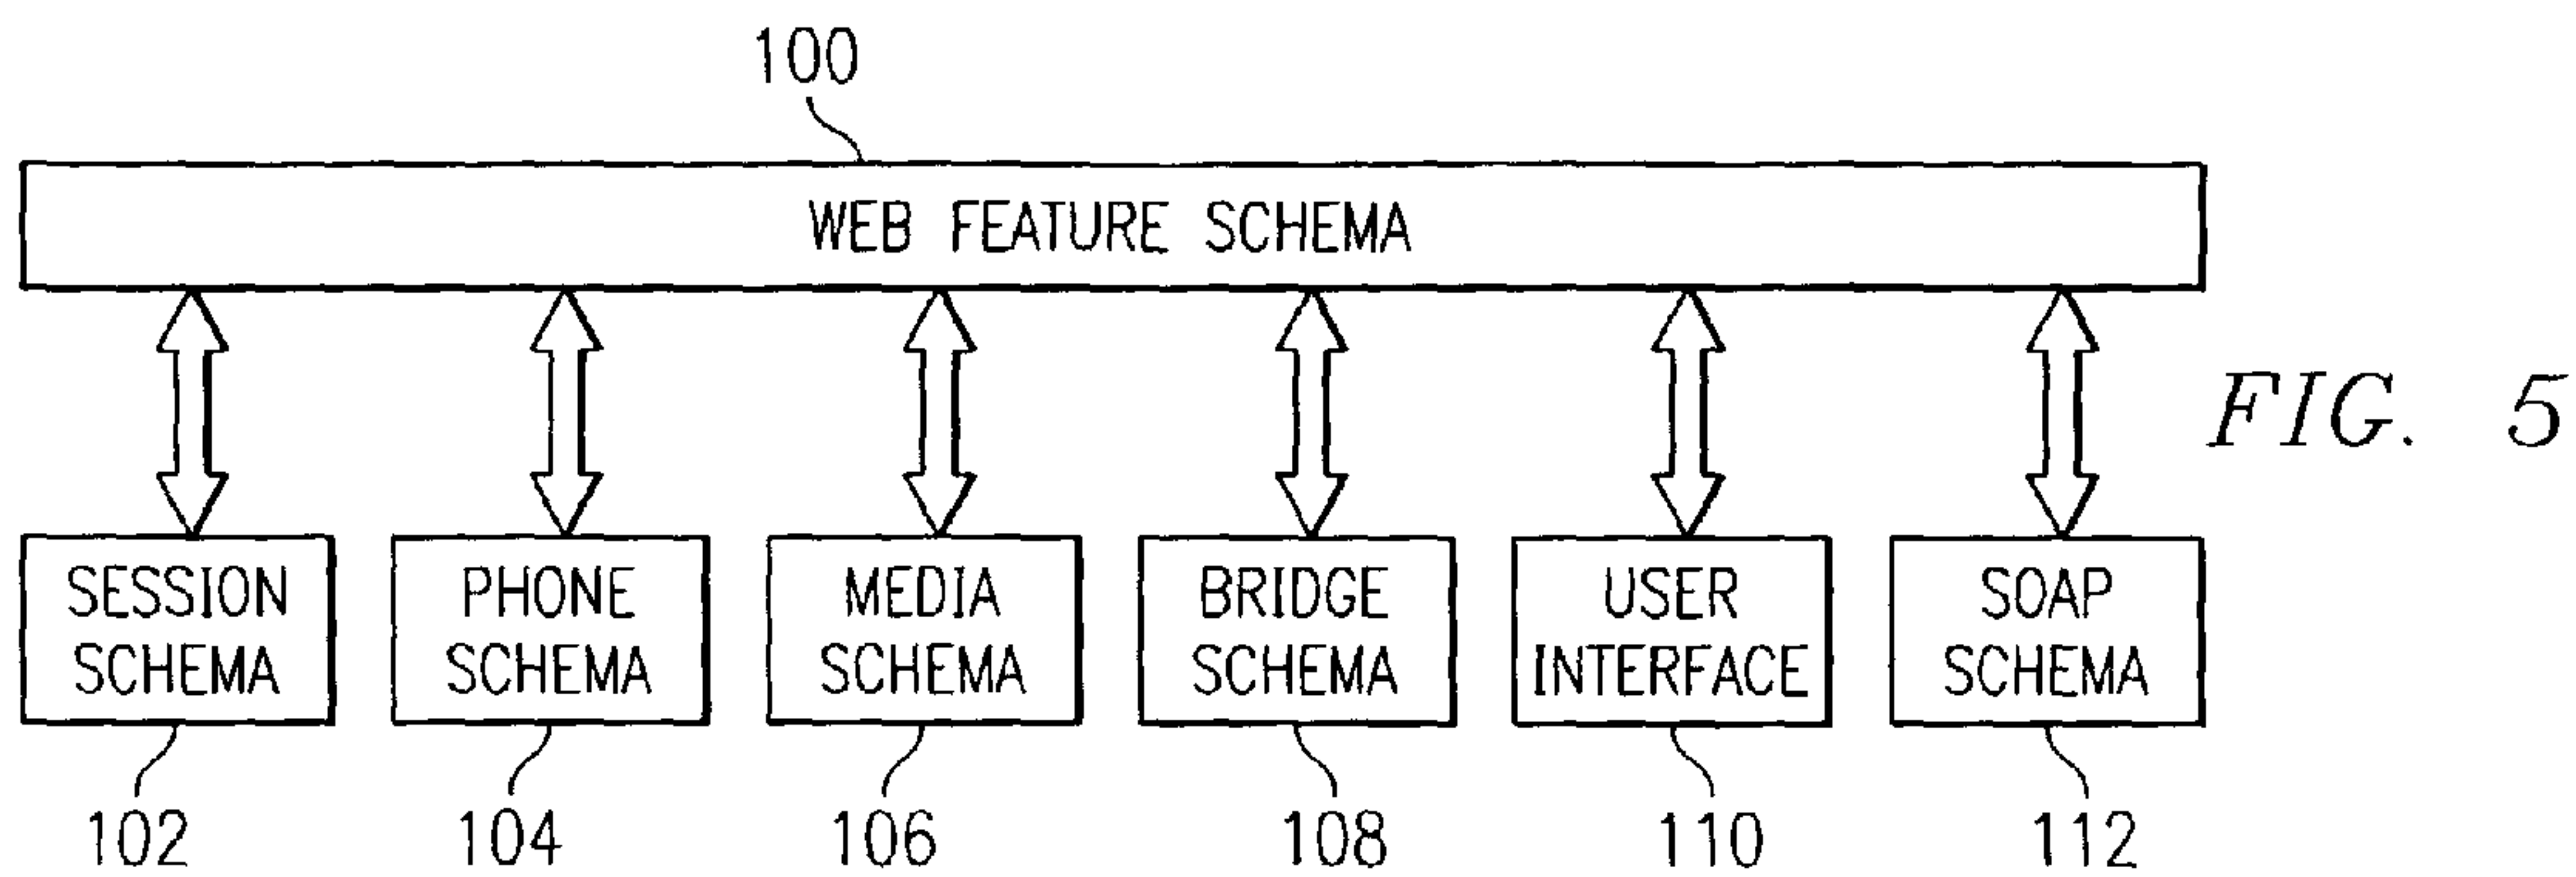 100
WEB FEATURE SCHEMA
FIG. 5
SESSION
SCHEMA
PHONE
SCHEMA
MEDIA
SCHEMA
BRIDGE
SCHEMA
USER
INTERFACE
SOAP
SCHEMA
102
104
106
108
110
112